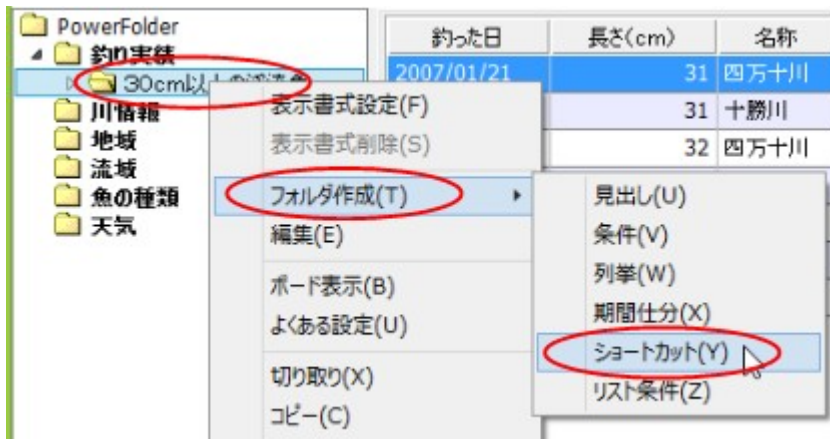 PowerFolder
釣り実績
30cm以上の渓流魚
川情報
地域
流域
魚の種類
天気
釣った日 長さ(cm) 名称
2007/01/21 31 四万十川
31 十勝川
32 四万十川
表示書式設定(F)
表示書式削除(S)
フォルダ作成(T)
編集(E)
ボード表示(B)
よくある設定(U)
切り取り(X)
コピー(C)
見出し(U)
条件(V)
列挙(W)
期間仕分(X)
ショートカット(Y)
リスト条件(Z)